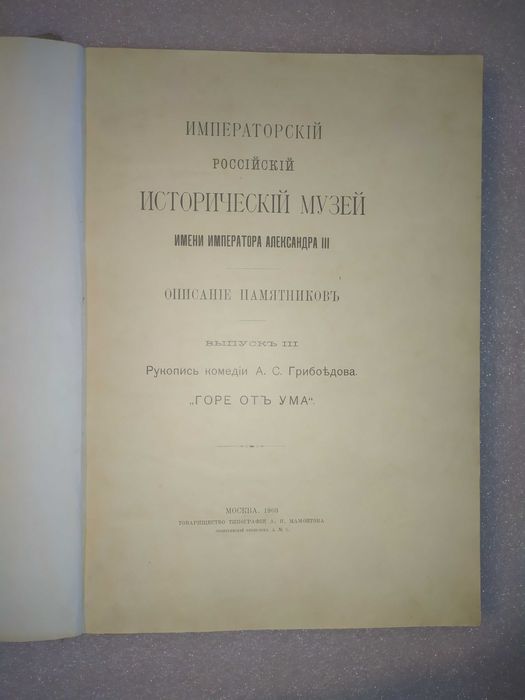 ИМПЕРАТОРСКІЙ
РОССІЙСКІЙ
ИСТОРИЧЕСКІЙ МУЗЕЙ
ИМЕНИ ИМПЕРАТОРА АЛЕКСАНДРА III
ОПИСАНІЕ ПАМЯТНИКОВЪ
ВЫПУСКЪ III
Рукопись комедіи А. С. Грибоѣдова.
„ГОРЕ ОТЪ УМА“.
МОСКВА. 1903
ТОВАРИЩЕСТВО ТИПОГРАФІИ А. И. МАМОНТОВА